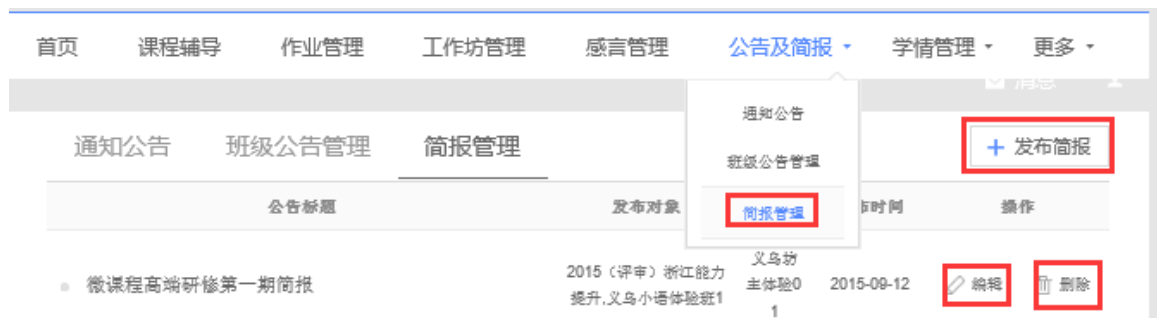 首页 课程辅导 作业管理 工作坊管理 感言管理 公告及简报 学情管理 更多
消息
通知公告
班级公告管理
简报管理
通知公告 班级公告管理 简报管理 + 发布简报
公告标题 发布对象 布时间 操作
微课程高端研修第一期简报
2015（评审）浙江能力
提升,义乌小语体验班1
义乌坊
主体验0
1
2015-09-12 编辑 删除